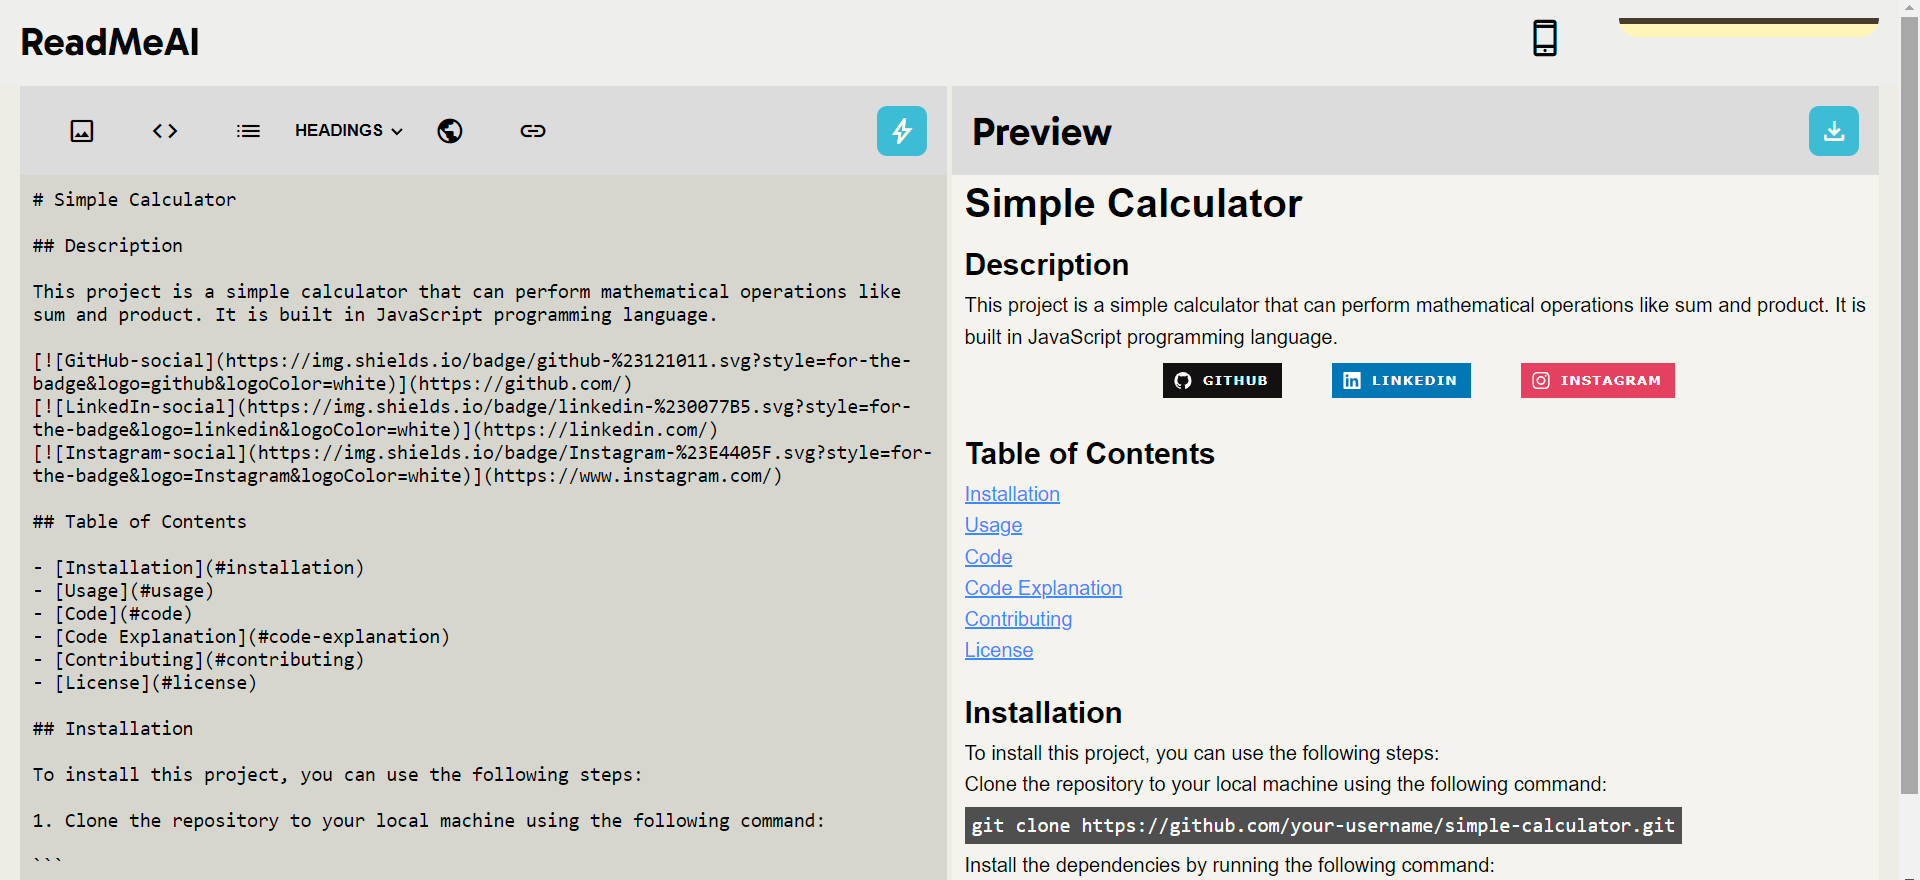 ReadMeAI
HEADINGS
Preview
# Simple Calculator
## Description
This project is a simple calculator that can perform mathematical operations like
sum and product. It is built in JavaScript programming language.
[![GitHub-social](https://img.shields.io/badge/github-%23121011.svg?style=for-the-
badge&logo=github&logoColor=white)](https://github.com/)
[![LinkedIn-social](https://img.shields.io/badge/linkedin-%230077B5.svg?style=for-
the-badge&logo=linkedin&logoColor=white)](https://linkedin.com/)
[![Instagram-social](https://img.shields.io/badge/Instagram-%23E4405F.svg?style=for-
the-badge&logo=Instagram&logoColor=white)](https://www.instagram.com/)
## Table of Contents
- [Installation](#installation)
- [Usage](#usage)
- [Code](#code)
- [Code Explanation](#code-explanation)
- [Contributing](#contributing)
- [License](#license)
## Installation
To install this project, you can use the following steps:
1. Clone the repository to your local machine using the following command:
```
Simple Calculator
Description
This project is a simple calculator that can perform mathematical operations like sum and product. It is
built in JavaScript programming language.
GITHUB
LINKEDIN
INSTAGRAM
Table of Contents
Installation
Usage
Code
Code Explanation
Contributing
License
Installation
To install this project, you can use the following steps:
Clone the repository to your local machine using the following command:
git clone https://github.com/your-username/simple-calculator.git
Install the dependencies by running the following command: